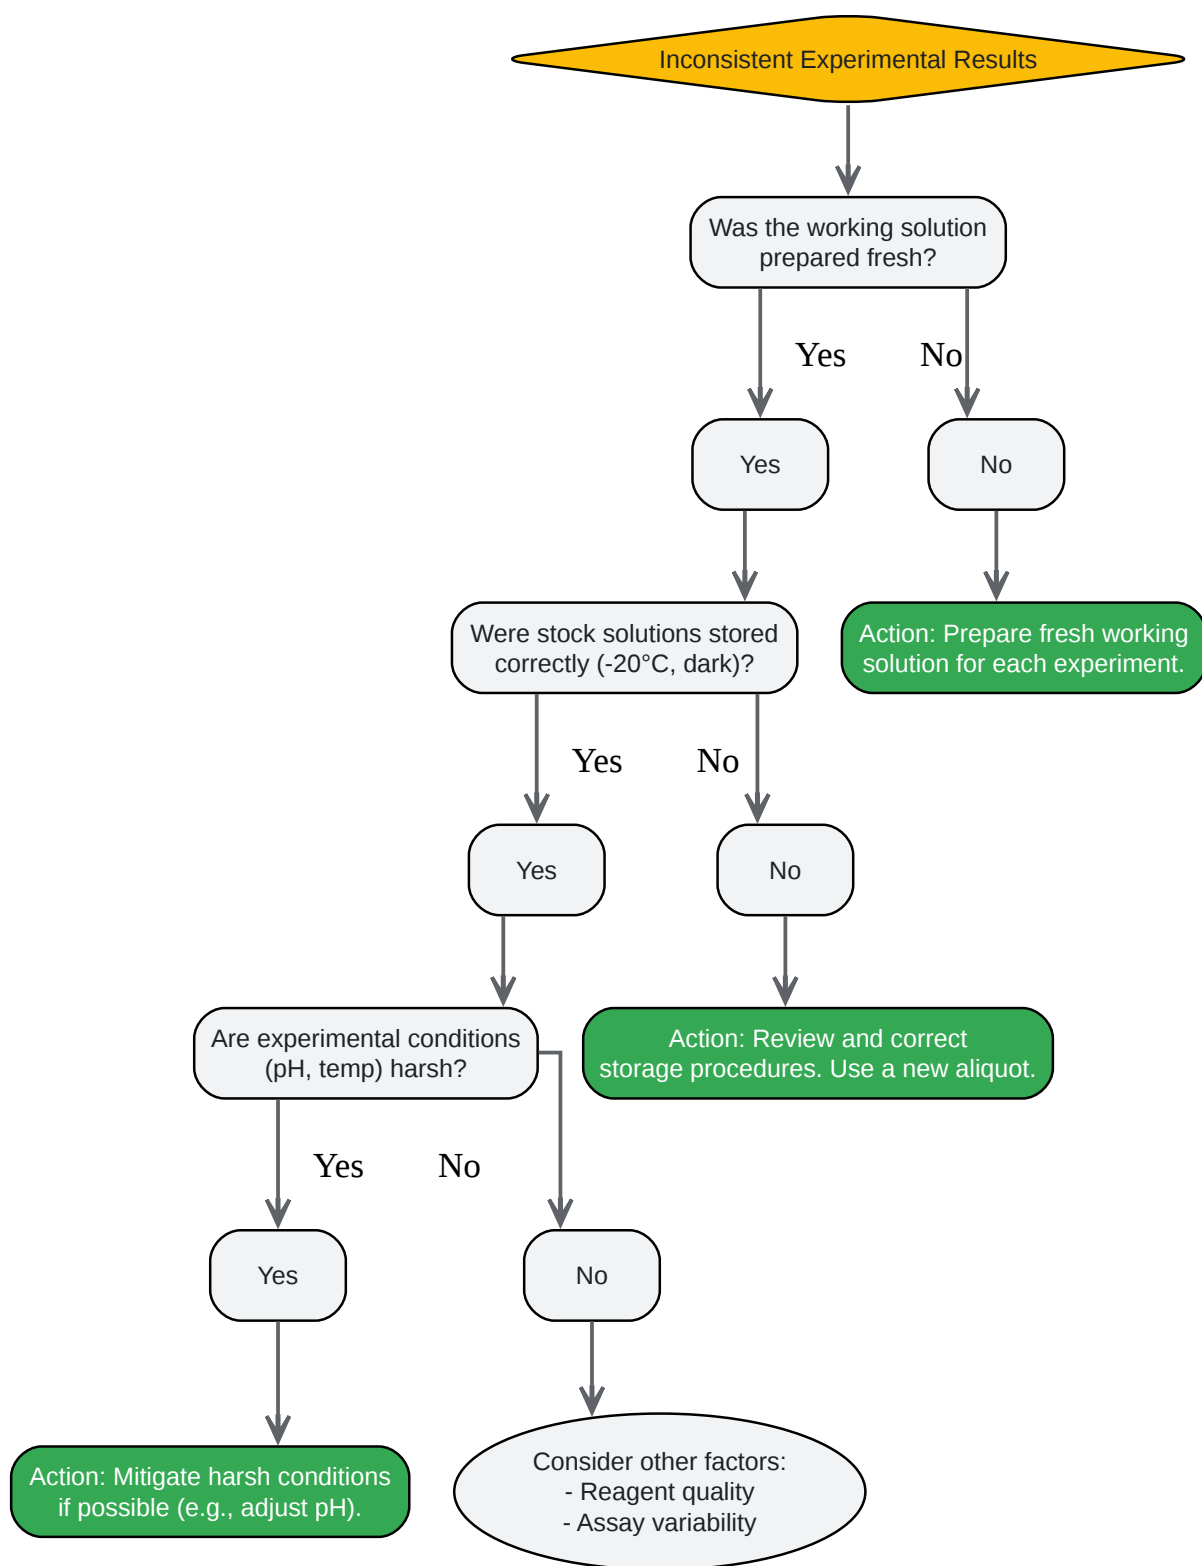 Inconsistent Experimental Results
Was the working solution
prepared fresh?
Yes
No
Yes
No
Were stock solutions stored
correctly (-20°C, dark)?
Action: Prepare fresh working
solution for each experiment.
Yes
No
Yes
No
Are experimental conditions
(pH, temp) harsh?
Action: Review and correct
storage procedures. Use a new aliquot.
Yes
No
Yes
No
Action: Mitigate harsh conditions
if possible (e.g., adjust pH).
Consider other factors:
- Reagent quality
- Assay variability